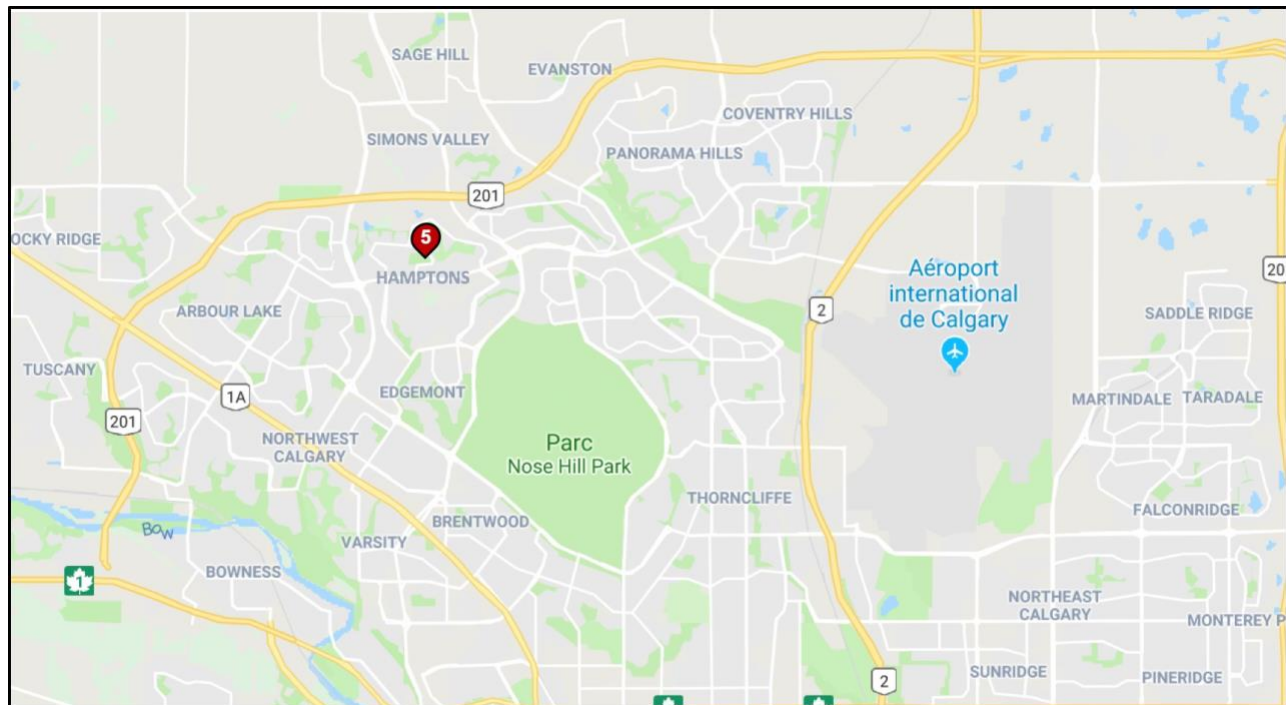 SAGE HILL
EVANSTON
COVENTRY HILLS
SIMONS VALLEY
PANORAMA HILLS
201
OCKY RIDGE
5
HAMPTONS
Aéroport
international
de Calgary
20
ARBOUR LAKE
2
SADDLE RIDGE
TUSCANY
1A
EDGEMONT
MARTINDALE
TARADALE
201
NORTHWEST
CALGARY
Parc
Nose Hill Park
THORNCLIFFE
BRENTWOOD
FALCONRIDGE
Bow
VARSITY
BOWNESS
1
NORTHEAST
CALGARY
MONTEREY P
SUNRIDGE
2
PINERIDGE